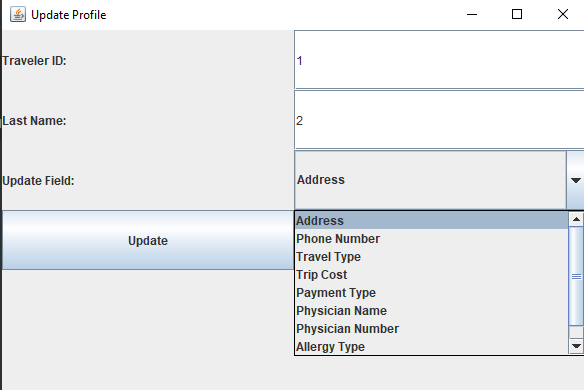 Update Profile
Traveler ID:
1
Last Name:
2
Update Field:
Address
Update
Address
Phone Number
Travel Type
Trip Cost
Payment Type
Physician Name
Physician Number
Allergy Type